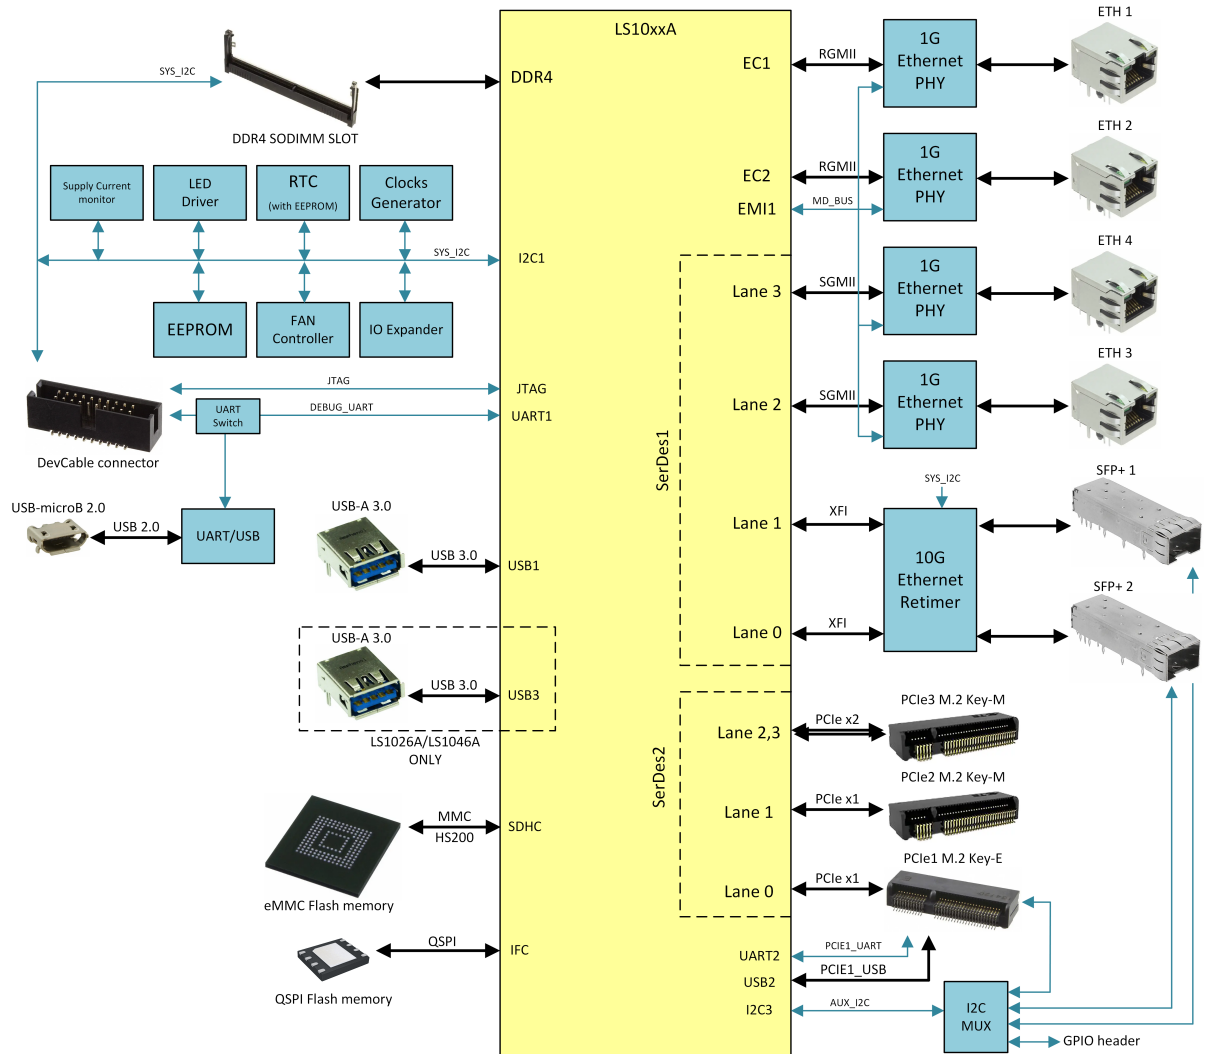 LS10xxA
ETH 1
1G
Ethernet
PHY
RGMII
EC1
SYS_I2C
DDR4
DDR4 SODIMM SLOT
ETH 2
1G
Ethernet
PHY
RGMII
EC2
MD_BUS
EMI1
Supply Current
monitor
LED
Driver
RTC
(with EEPROM)
Clocks
Generator
SYS_I2C
I2C1
EEPROM
FAN
Controller
IO Expander
ETH 4
1G
Ethernet
PHY
SGMII
Lane 3
JTAG
JTAG
DEBUG_UART
UART1
UART
Switch
DevCable connector
ETH 3
1G
Ethernet
PHY
SGMII
Lane 2
SerDes1
USB-microB 2.0
USB 2.0
UART/USB
USB-A 3.0
USB 3.0
USB1
SYS_I2C
SFP+ 1
XFI
Lane 1
10G
Ethernet
Retimer
SFP+ 2
XFI
Lane 0
USB-A 3.0
USB 3.0
USB3
LS1026A/LS1046A
ONLY
PCIe3 M.2 Key-M
PCIe x2
Lane 2,3
SerDes2
PCIe2 M.2 Key-M
PCIe x1
Lane 1
MMC
HS200
SDHC
eMMC Flash memory
PCIe1 M.2 Key-E
PCIe x1
Lane 0
QSPI
IFC
QSPI Flash memory
PCIE1_UART
UART2
PCIE1_USB
USB2
AUX_I2C
I2C3
I2C
MUX
GPIO header